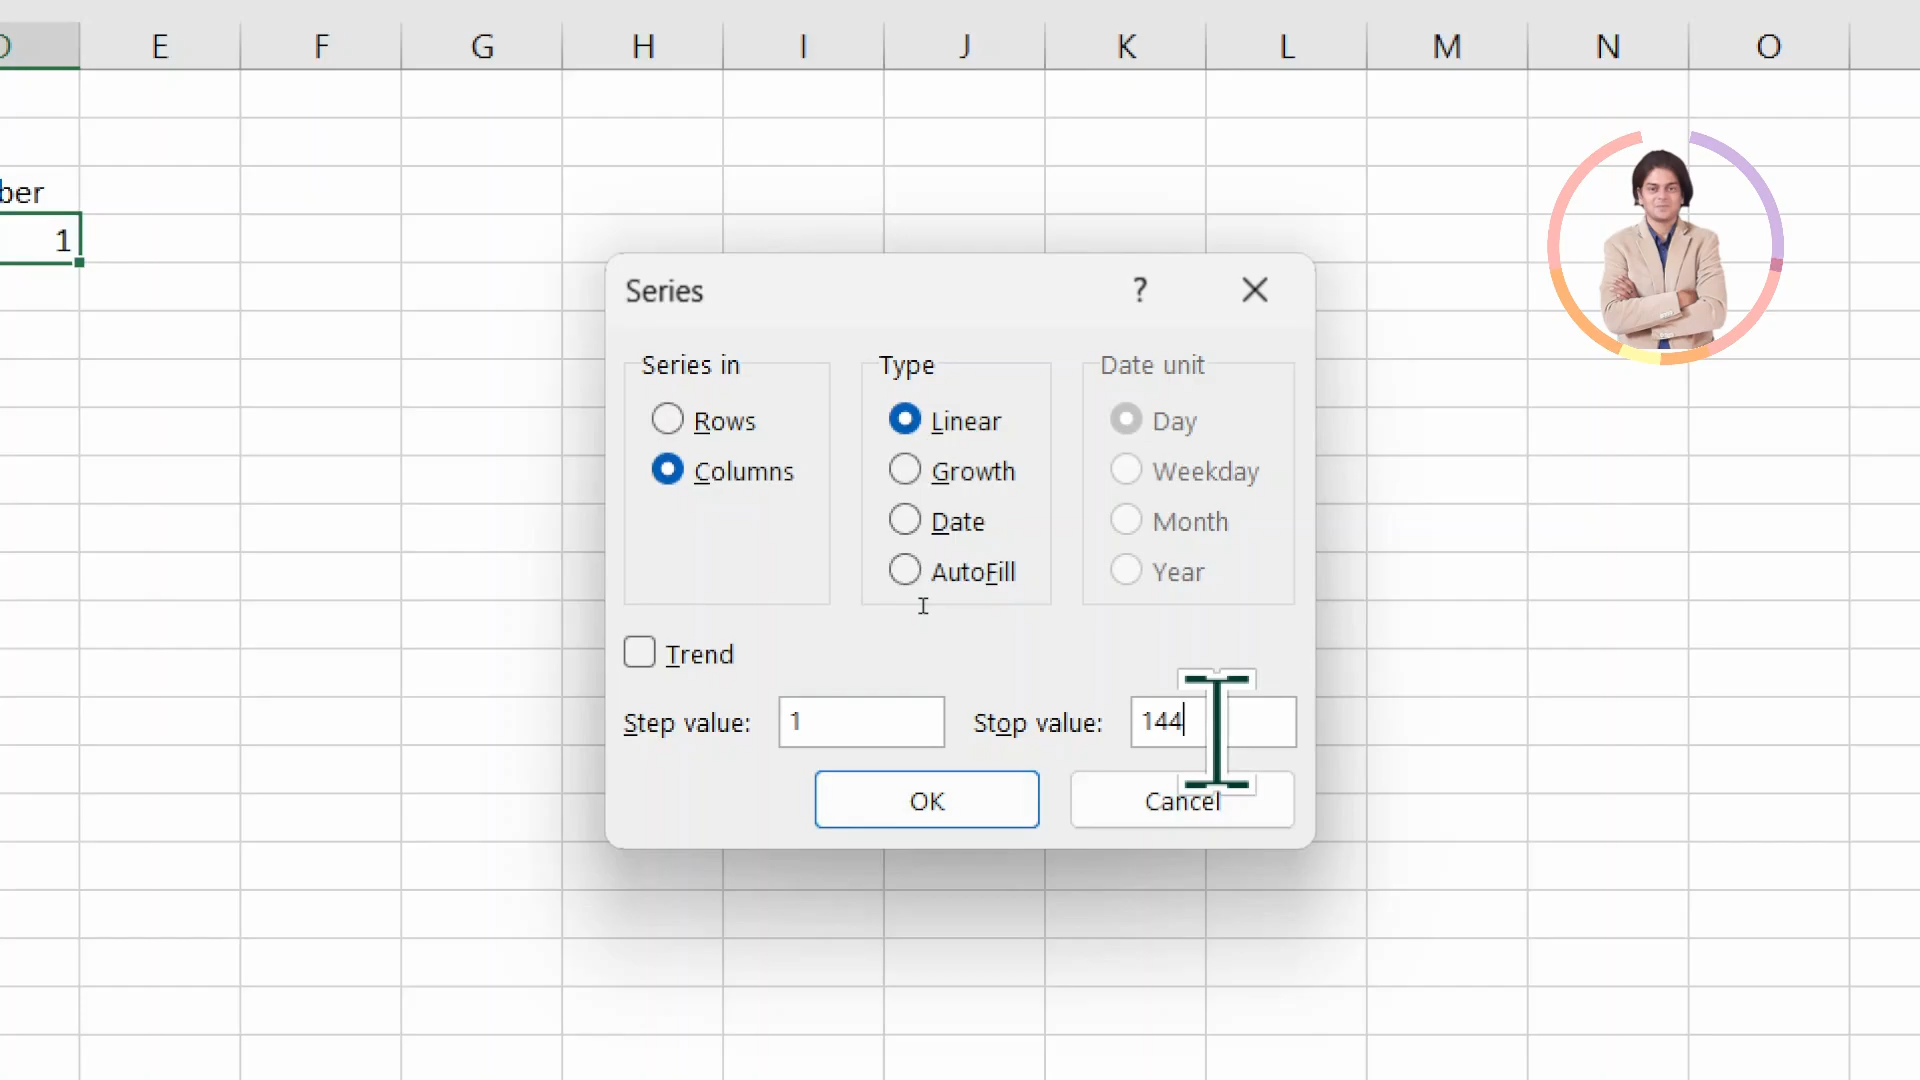 D E F G H I J K L M N O
ber
1
Series ?
Series in Type Date unit
Rows Linear Day
Columns Growth Weekday
Date Month
AutoFill Year
Trend
Step value: 1 Stop value: 144
OK Cancel